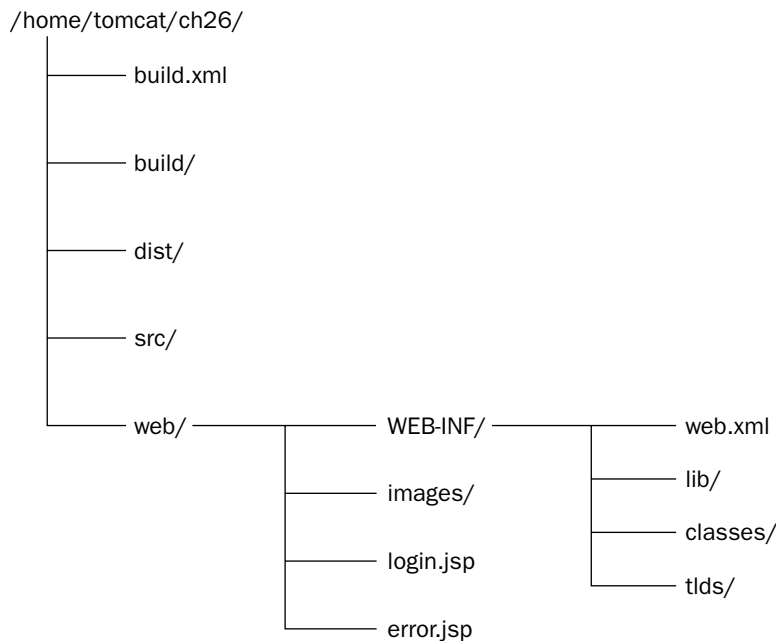 /home/tomcat/ch26/
build.xml
build/
dist/
src/
web/
WEB-INF/
web.xml
lib/
classes/
tlds/
images/
login.jsp
error.jsp